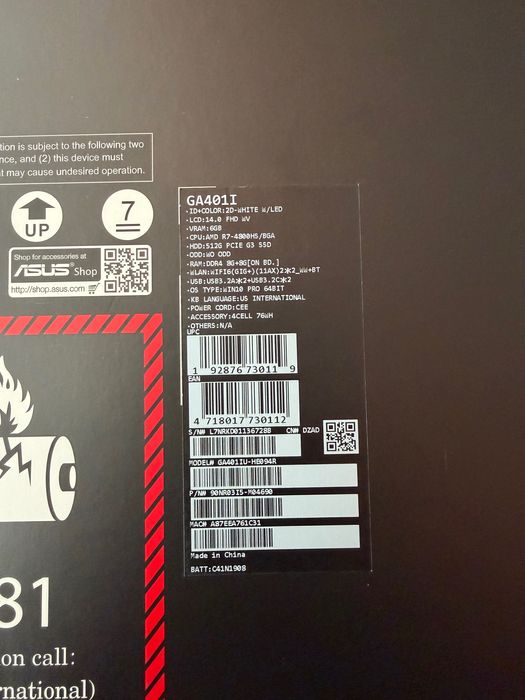 tion is subject to the following two
nce, and (2) this device must
t may cause undesired operation.
UP
7
Shop for accessories at
ASUS Shop
http://shop.asus.com
81
on call:
rnational)
GA401I
·ID+COLOR:2D-WHITE W/LED
·LCD:14.0 FHD WV
·VRAM:6GB
·CPU:AMD R7-4800HS/BGA
·HDD:512G PCIE G3 SSD
·ODD:WO ODD
·RAM:DDR4 8G+8G[ON BD.]
·WLAN:WIFI6(GIG+)(11AX)2*2_WW+BT
·USB:USB3.2A*2+USB3.2C*2
·OS TYPE:WIN10 PRO 64BIT
·KB LANGUAGE:US INTERNATIONAL
·POWER CORD:CEE
·ACCESSORY:4CELL 76WH
·OTHERS:N/A
UPC
1 92876 73011 9
EAN
4 718017 730112
S/N# L7NRKD01136728B CN# DZAD
MODEL# GA401IU-HE094R
P/N# 90NR03I5-M04690
MAC# A87EEA761C31
Made in China
BATT:C41N1908